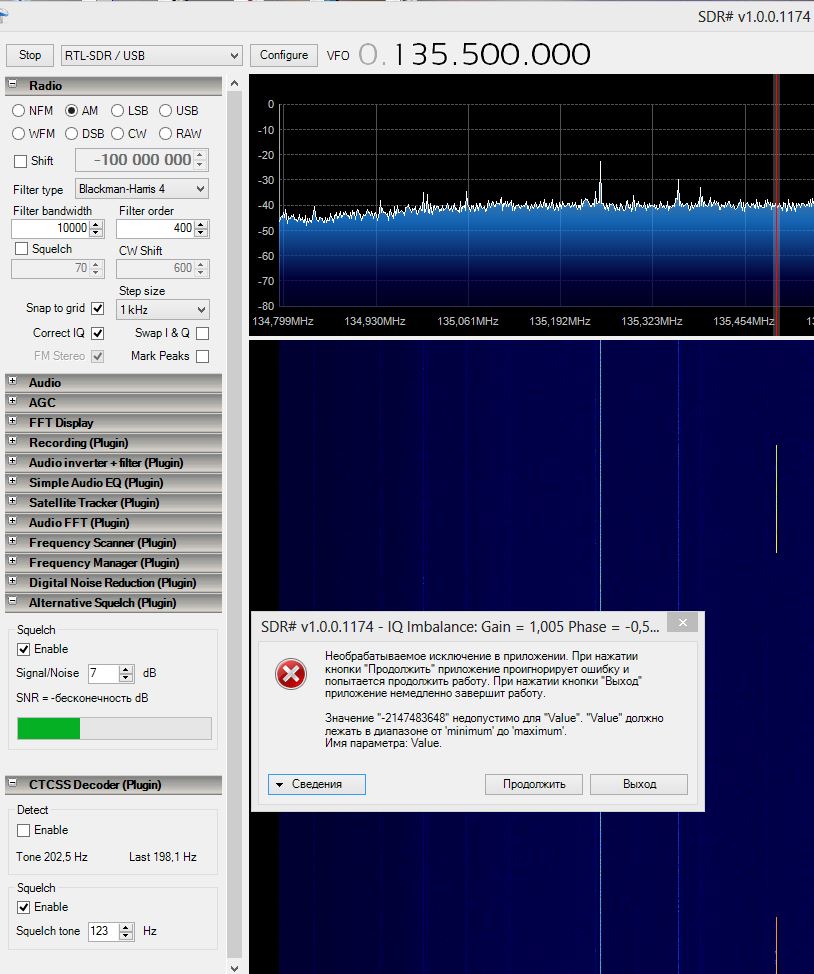 SDR# v1.0.0.1174
Stop RTL-SDR / USB Configure VFO 0.135.500.000
Radio
NFM AM LSB USB
WFM DSB CW RAW
Shift -100 000 000
Filter type Blackman-Harris 4
Filter bandwidth Filter order
10000 400
Squelch CW Shift
70 600
Step size
Snap to grid 1 kHz
Correct IQ Swap I & Q
FM Stereo Mark Peaks
Audio
AGC
FFT Display
Recording (Plugin)
Audio inverter + filter (Plugin)
Simple Audio EQ (Plugin)
Satellite Tracker (Plugin)
Audio FFT (Plugin)
Frequency Scanner (Plugin)
Frequency Manager (Plugin)
Digital Noise Reduction (Plugin)
Alternative Squelch (Plugin)
Squelch
Enable
Signal/Noise 7 dB
SNR = -бесконечность dB
CTCSS Decoder (Plugin)
Detect
Enable
Tone 202,5 Hz Last 198,1 Hz
Squelch
Enable
Squelch tone 123 Hz
0
-10
-20
-30
-40
-50
-60
-70
-80
134,799MHz 134,930MHz 135,061MHz 135,192MHz 135,323MHz 135,454MHz
SDR# v1.0.0.1174 - IQ Imbalance: Gain = 1,005 Phase = -0,5...
Необрабатываемое исключение в приложении. При нажатии
кнопки "Продолжить" приложение проигнорирует ошибку и
попытается продолжить работу. При нажатии кнопки "Выход"
приложение немедленно завершит работу.
Значение "-2147483648" недопустимо для "Value". "Value" должно
лежать в диапазоне от 'minimum' до 'maximum'.
Имя параметра: Value.
Сведения Продолжить Выход